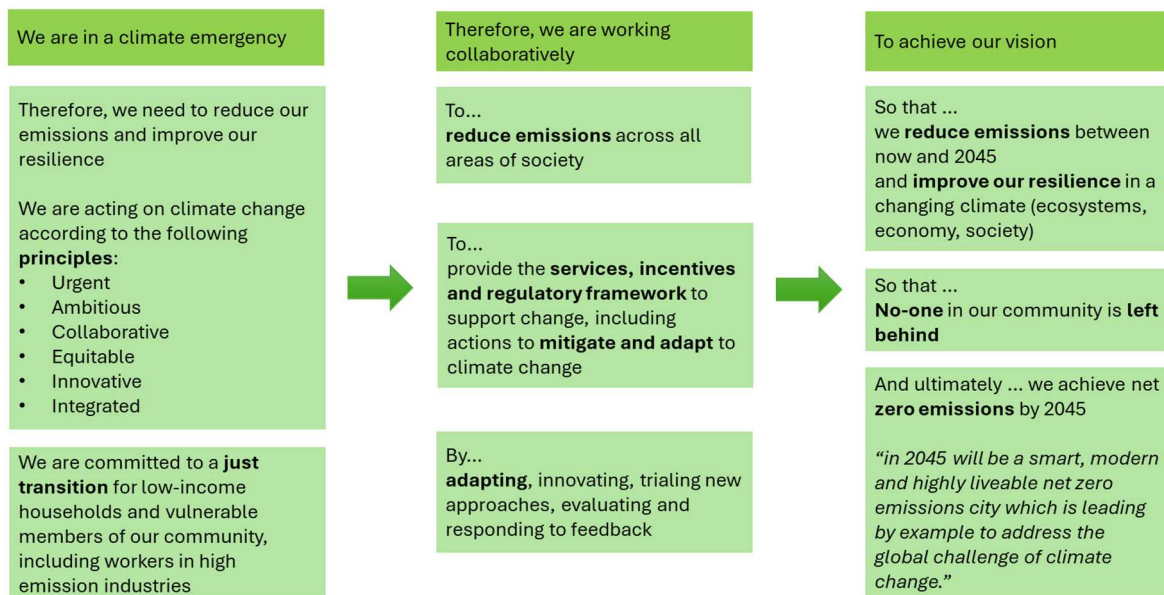 We are in a climate emergency
Therefore, we need to reduce our
emissions and improve our
resilience
We are acting on climate change
according to the following
principles:
• Urgent
• Ambitious
• Collaborative
• Equitable
• Innovative
• Integrated
We are committed to a just
transition for low-income
households and vulnerable
members of our community,
including workers in high
emission industries
Therefore, we are working
collaboratively
To...
reduce emissions across all
areas of society
To...
provide the services, incentives
and regulatory framework to
support change, including
actions to mitigate and adapt to
climate change
By...
adapting, innovating, trialing new
approaches, evaluating and
responding to feedback
To achieve our vision
So that ...
we reduce emissions between
now and 2045
and improve our resilience in a
changing climate (ecosystems,
economy, society)
So that ...
No-one in our community is left
behind
And ultimately ... we achieve net
zero emissions by 2045
“in 2045 will be a smart, modern
and highly liveable net zero
emissions city which is leading
by example to address the
global challenge of climate
change.”